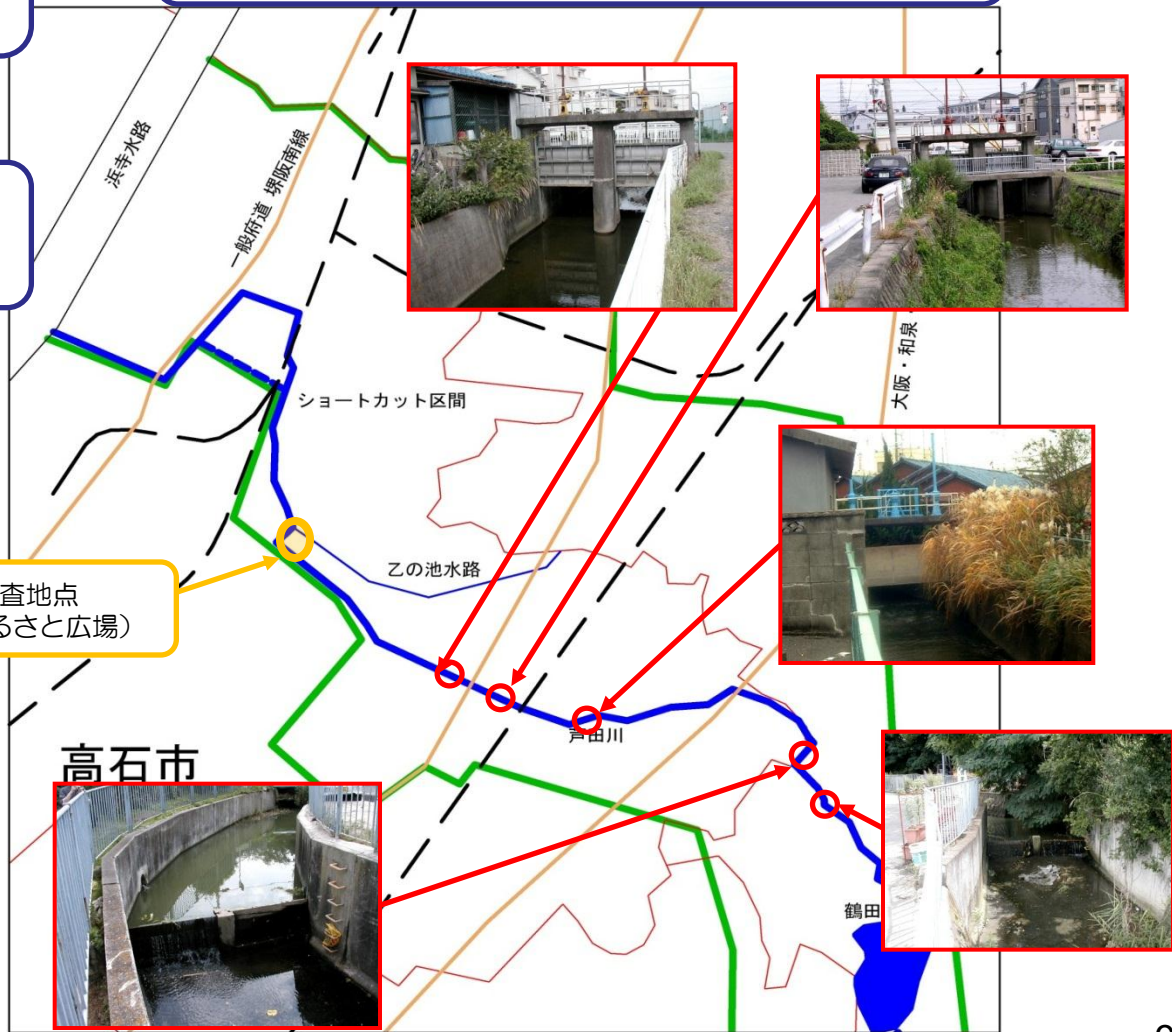 浜寺水路
一般府道 堺阪南線
大阪・和泉
ショートカット区間
乙の池水路
査地点
るさと広場）
芦田川
高石市
鶴田